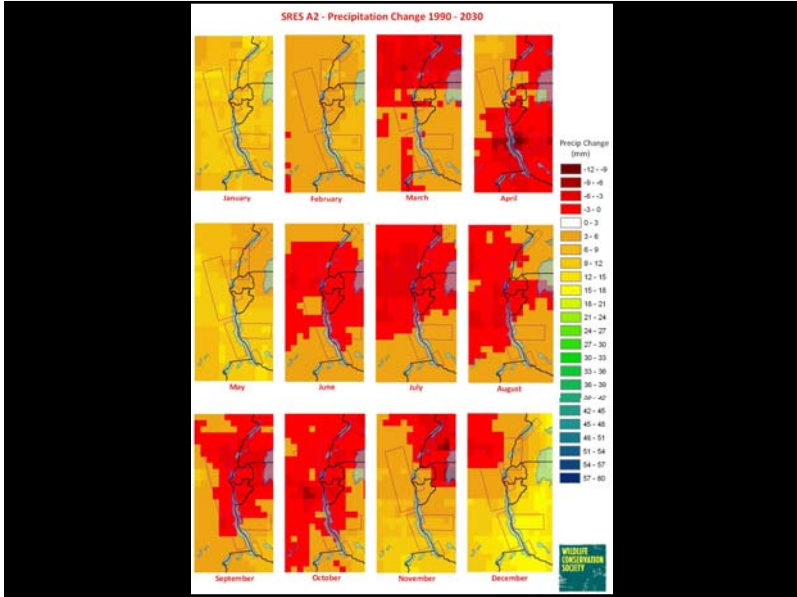 SRES A2 - Precipitation Change 1990 - 2030
January
February
March
April
Precip Change
(mm)
-12 - -9
-9 - -6
-6 - -3
-3 - 0
0 - 3
3 - 6
6 - 9
9 - 12
12 - 15
15 - 18
18 - 21
21 - 24
24 - 27
27 - 30
30 - 33
33 - 36
36 - 39
39 - 42
42 - 45
45 - 48
48 - 51
51 - 54
54 - 57
57 - 60
May
June
July
August
September
October
November
December
WILDLIFE
CONSERVATION
SOCIETY